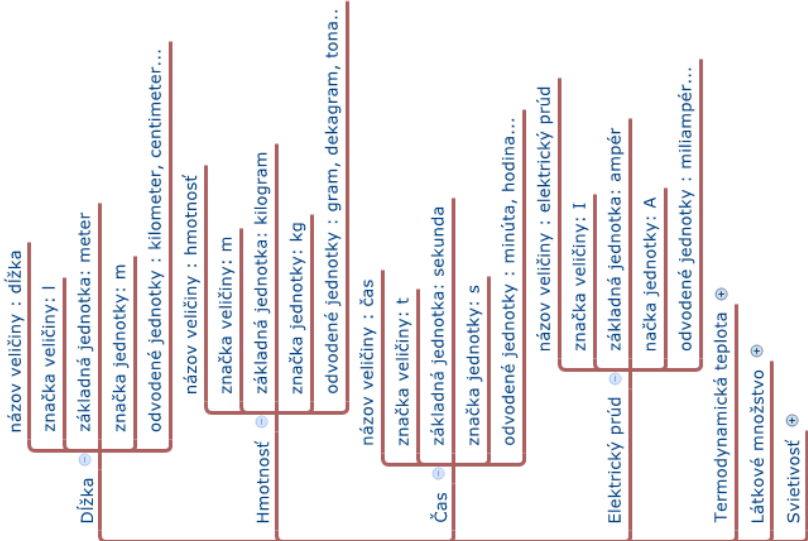 Dĺžka
názov veličiny : dĺžka
značka veličiny: l
základná jednotka: meter
značka jednotky: m
odvodené jednotky : kilometer, centimeter...
Hmotnosť
názov veličiny : hmotnosť
značka veličiny: m
základná jednotka: kilogram
značka jednotky: kg
odvodené jednotky : gram, dekagram, tona..
Čas
názov veličiny : čas
značka veličiny: t
základná jednotka: sekunda
značka jednotky: s
odvodené jednotky : minúta, hodina...
Elektrický prúd
názov veličiny : elektrický prúd
značka veličiny: I
základná jednotka: ampér
načka jednotky: A
odvodené jednotky : miliampér...
Termodynamická teplota
Látkové množstvo
Svietivosť